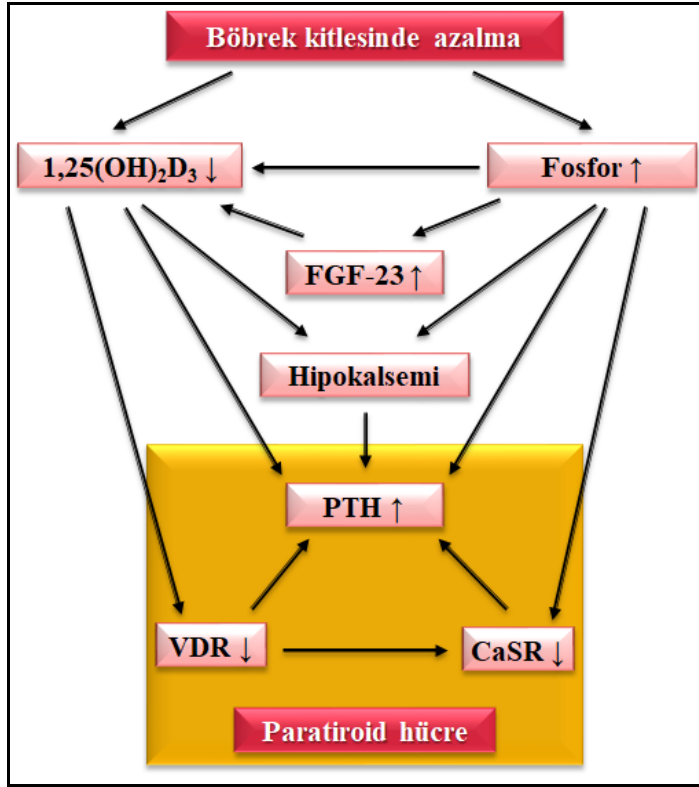 Böbrek kitlesinde azalma
1,25(OH)₂D₃ ↓
Fosfor ↑
FGF-23 ↑
Hipokalsemi
PTH ↑
VDR ↓
CaSR ↓
Paratiroid hücre